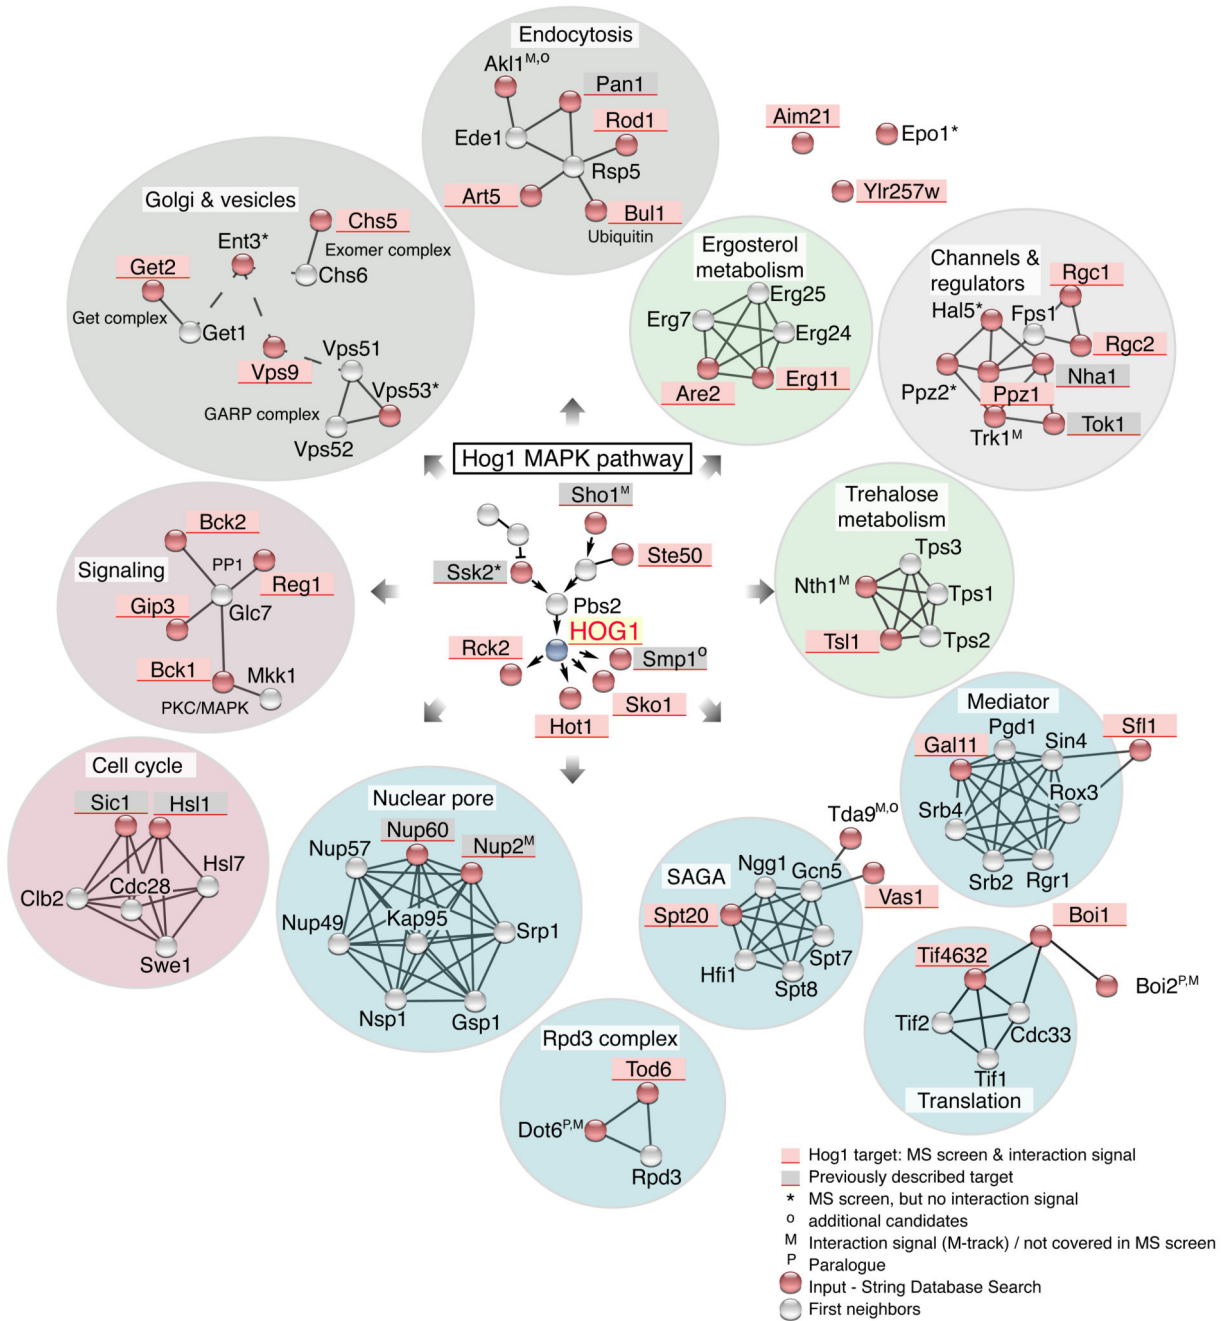 Endocytosis
Akl1M,o
Pan1
Rod1
Ede1
Rsp5
Art5
Bul1
Ubiquitin
Aim21
Epo1*
Ylr257w
Golgi & vesicles
Chs5
Ent3*
Exomer complex
Get2
Chs6
Get complex
Get1
Vps51
Vps9
Vps53*
GARP complex
Vps52
Ergosterol
metabolism
Erg25
Erg7
Erg24
Are2
Erg11
Channels &
regulators
Rgc1
Hal5*
Fps1
Rgc2
Ppz2*
Ppz1
Nha1
Trk1M
Tok1
Hog1 MAPK pathway
Sho1M
Ssk2*
Ste50
Pbs2
HOG1
Rck2
Smp1o
Sko1
Hot1
Trehalose
metabolism
Tps3
Nth1M
Tps1
Tsl1
Tps2
Bck2
Signaling
PP1
Reg1
Gip3
Glc7
Bck1
Mkk1
PKC/MAPK
Mediator
Pgd1
Sfl1
Gal11
Sin4
Rox3
Srb4
Srb2
Rgr1
Cell cycle
Sic1
Hsl1
Hsl7
Cdc28
Clb2
Swe1
Nuclear pore
Nup60
Nup57
Nup2M
Nup49
Kap95
Srp1
Nsp1
Gsp1
Tda9M,o
SAGA
Ngg1
Gcn5
Vas1
Spt20
Spt7
Hfi1
Spt8
Boi1
Tif4632
Boi2P,M
Tif2
Cdc33
Tif1
Translation
Rpd3 complex
Tod6
Dot6P,M
Rpd3
Hog1 target: MS screen & interaction signal
Previously described target
* MS screen, but no interaction signal
o additional candidates
M Interaction signal (M-track) / not covered in MS screen
P Paralogue
Input - String Database Search
First neighbors